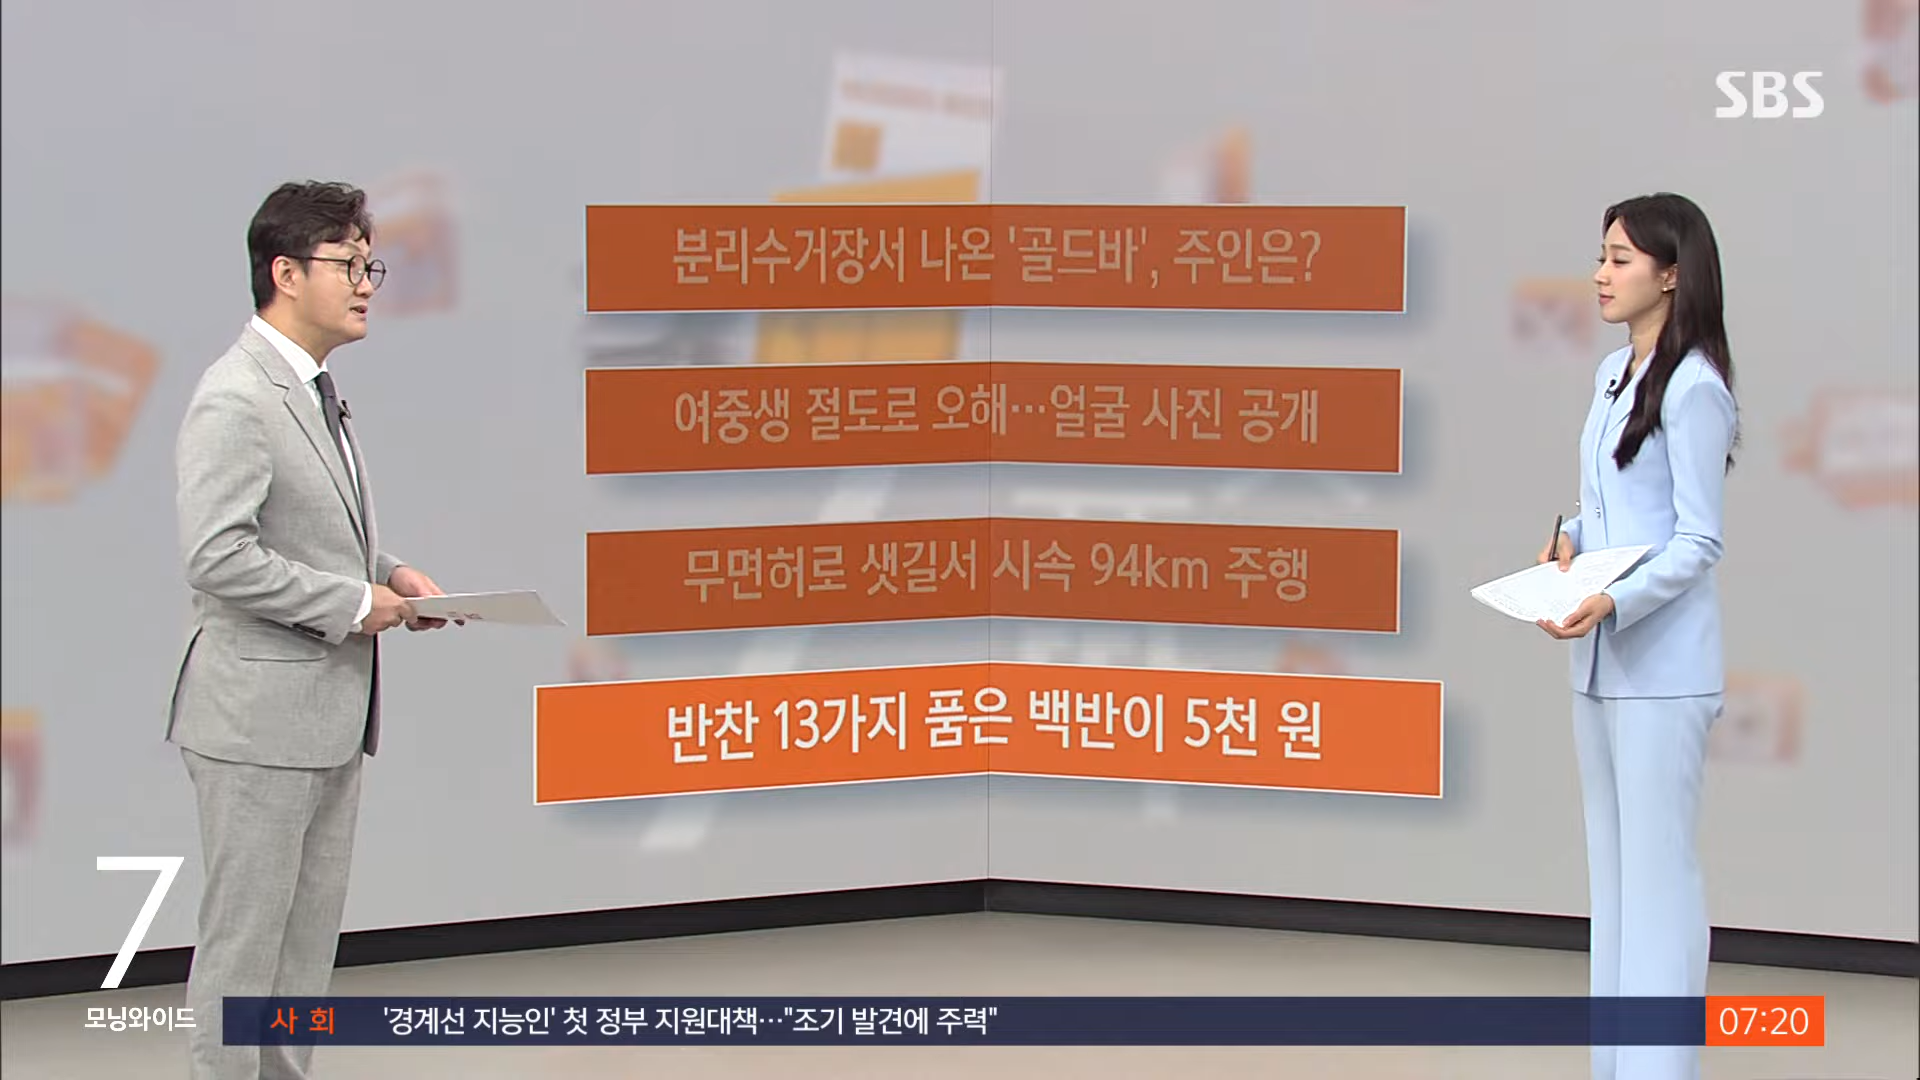 SBS
분리수거장서 나온 '골드바', 주인은?
여중생 절도로 오해…얼굴 사진 공개
무면허로 샛길서 시속 94km 주행
반찬 13가지 품은 백반이 5천 원
7
모닝와이드
사회 '경계선 지능인' 첫 정부 지원대책…"조기 발견에 주력" 07:20